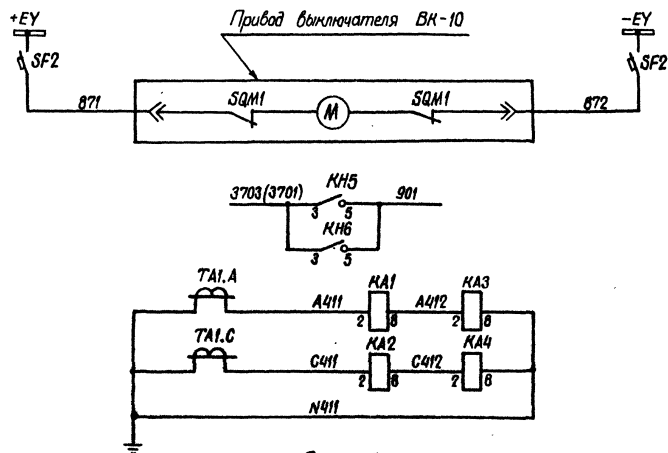 +EY
Привод выключателя ВК-10
-EY
SF2
SF2
871
SQM1
M
SQM1
872
3703(3701)
KH5
901
3
5
KH6
3
5
TA1.A
A411
KA1
A412
KA3
2
8
2
8
TA1.C
C411
KA2
C412
KA4
2
8
2
8
N411